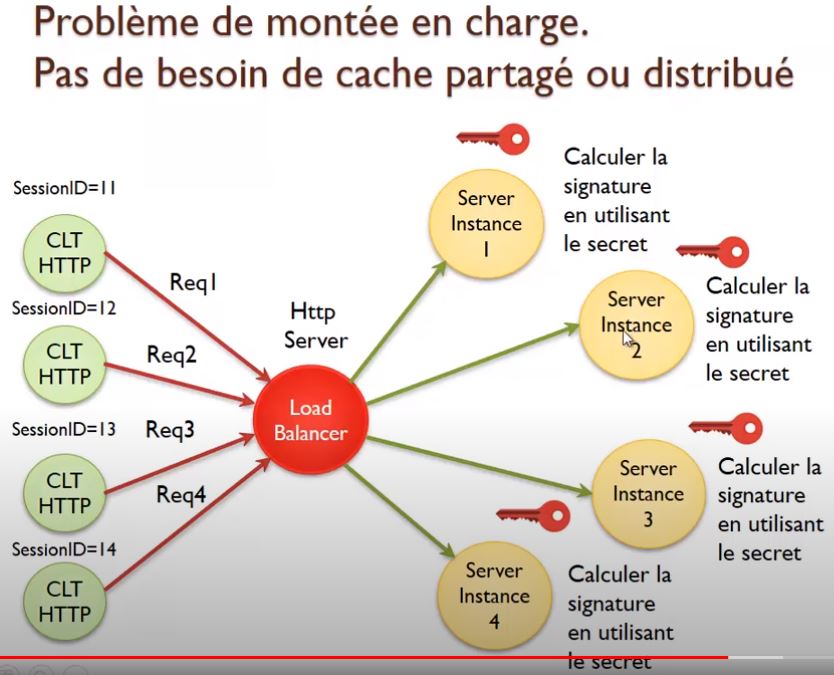 Problème de montée en charge.
Pas de besoin de cache partagé ou distribué
SessionID=11
CLT
HTTP
Req1
SessionID=12
CLT
HTTP
Req2
SessionID=13
CLT
HTTP
Req3
SessionID=14
CLT
HTTP
Req4
Http
Server
Load
Balancer
Server
Instance
1
Calculer la
signature
en utilisant
le secret
Server
Instance
2
Calculer la
signature
en utilisant
le secret
Server
Instance
3
Calculer la
signature
en utilisant
le secret
Server
Instance
4
Calculer la
signature
en utilisant
le secret